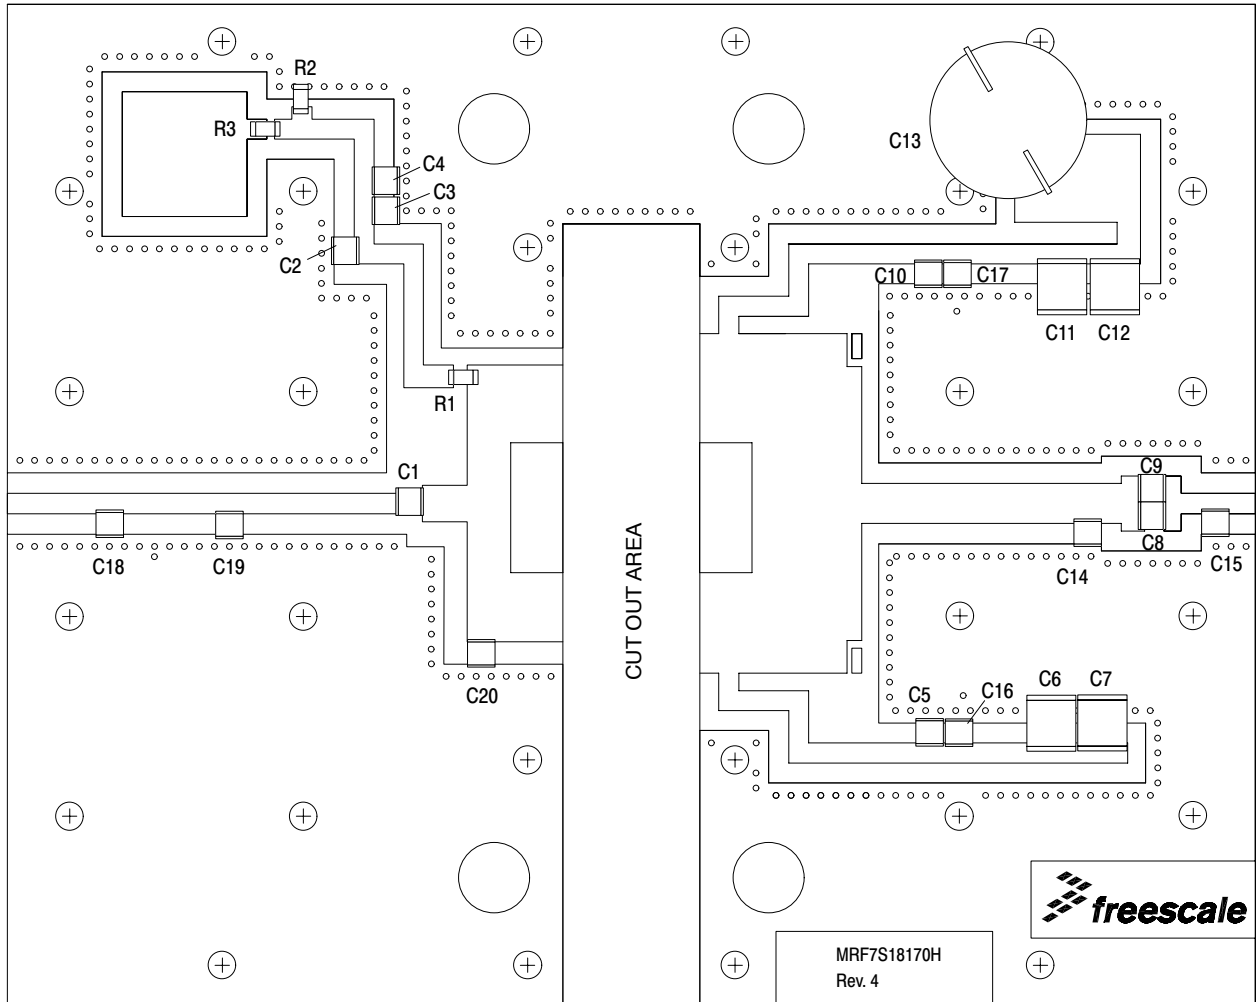 R2
R3
C13
C4
C3
C2
C10
C17
C11
C12
R1
C1
C9
C18
C19
C8
C14
C15
CUT OUT AREA
C20
C5
C16
C6
C7
freescale
MRF7S18170H
Rev. 4